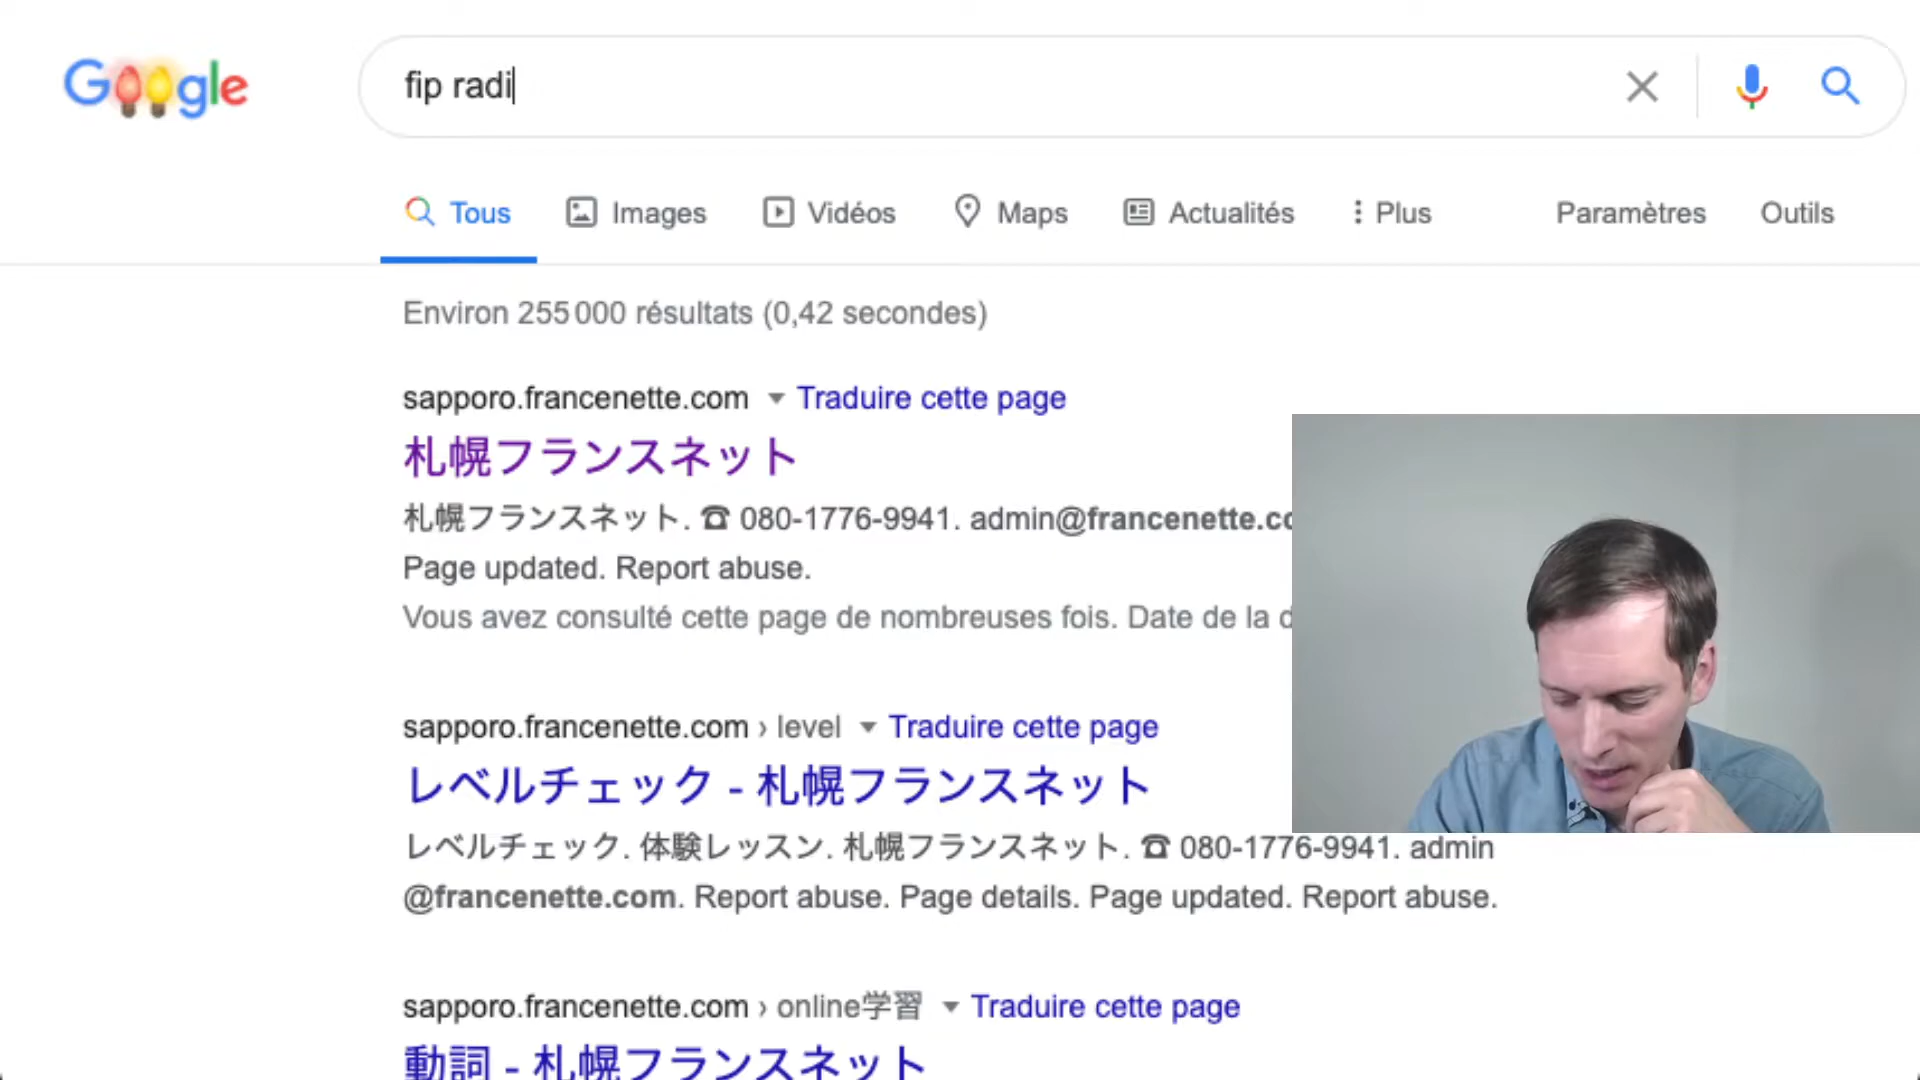 Google
fip radi
Tous Images Vidéos Maps Actualités Plus Paramètres Outils
Environ 255 000 résultats (0,42 secondes)
sapporo.francenette.com Traduire cette page
札幌フランスネット
札幌フランスネット. ☎ 080-1776-9941. admin@francenette.co
Page updated. Report abuse.
Vous avez consulté cette page de nombreuses fois. Date de la d
sapporo.francenette.com › level Traduire cette page
レベルチェック - 札幌フランスネット
レベルチェック. 体験レッスン. 札幌フランスネット. ☎ 080-1776-9941. admin
@francenette.com. Report abuse. Page details. Page updated. Report abuse.
sapporo.francenette.com › online学習 Traduire cette page
動詞 - 札幌フランスネット